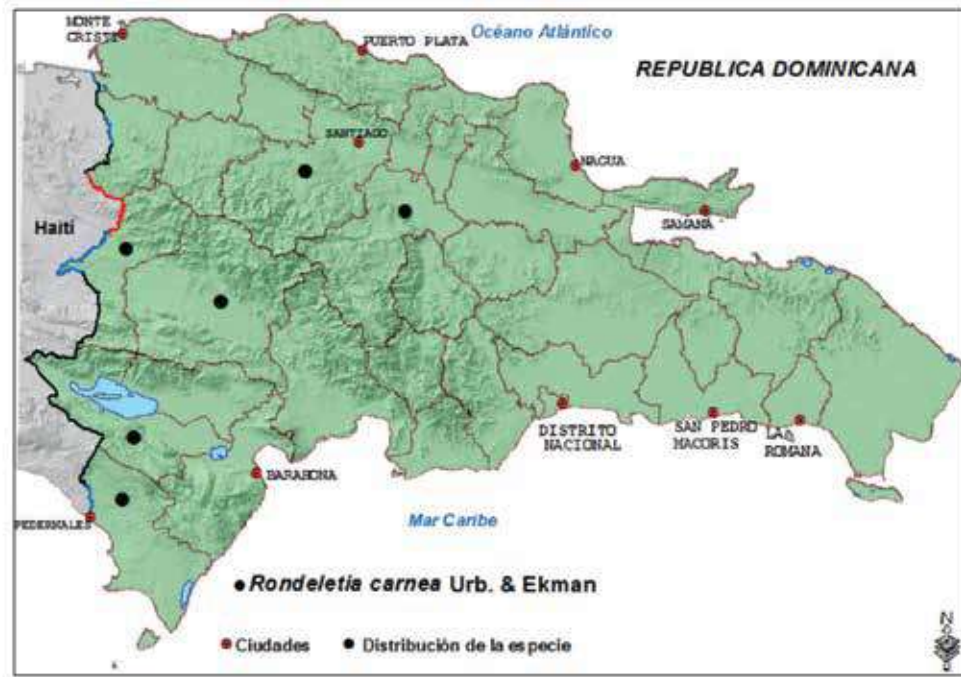 MONTE
CRISTI
PUERTO PLATA
Océano Atlántico
REPUBLICA DOMINICANA
SANTIAGO
NAGUA
SAMANÁ
Haití
DISTRITO
NACIONAL
SAN PEDRO
MACORIS
LA
ROMANA
BARAHONA
PEDERNALES
Mar Caribe
Rondeletia carnea Urb. & Ekman
Ciudades
Distribución de la especie
N